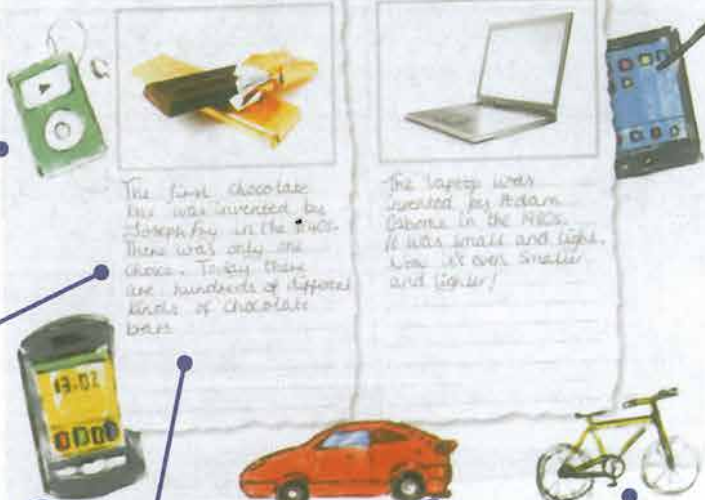 The first chocolate
bar was invented by
Joseph Fry in the 1840s.
There was only one
choice. Today there
are hundreds of different
kinds of chocolate
bars
The laptop was
invented by Adam
Osborne in the 1980s.
It was small and light.
Now it's even smaller
and lighter!
13:02